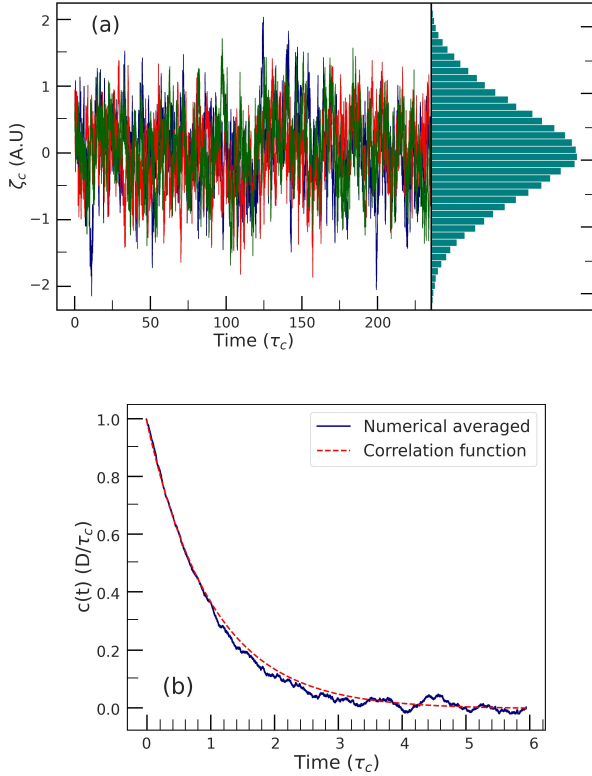 (a)
2
1
0
−1
−2
ζc (A.U)
0 50 100 150 200
Time (τc)
1.0
0.8
0.6
0.4
0.2
0.0
c(t) (D/τc)
Numerical averaged
Correlation function
(b)
0 1 2 3 4 5 6
Time (τc)